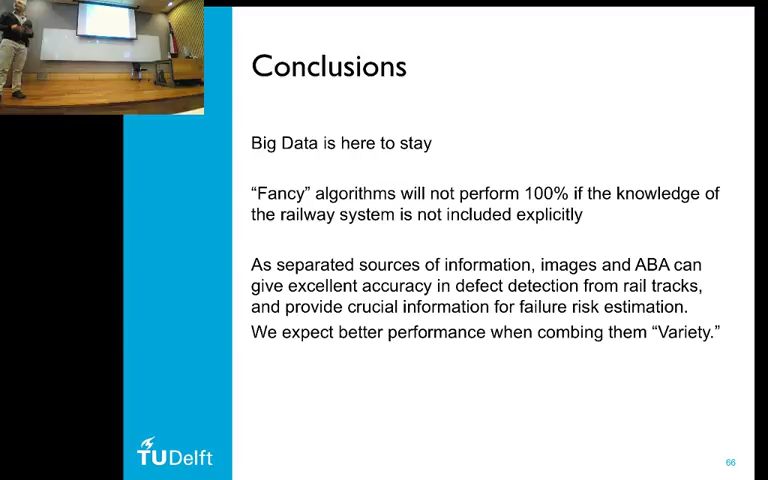 Conclusions
Big Data is here to stay
“Fancy” algorithms will not perform 100% if the knowledge of
the railway system is not included explicitly
As separated sources of information, images and ABA can
give excellent accuracy in defect detection from rail tracks,
and provide crucial information for failure risk estimation.
We expect better performance when combing them “Variety.”
TUDelft
66